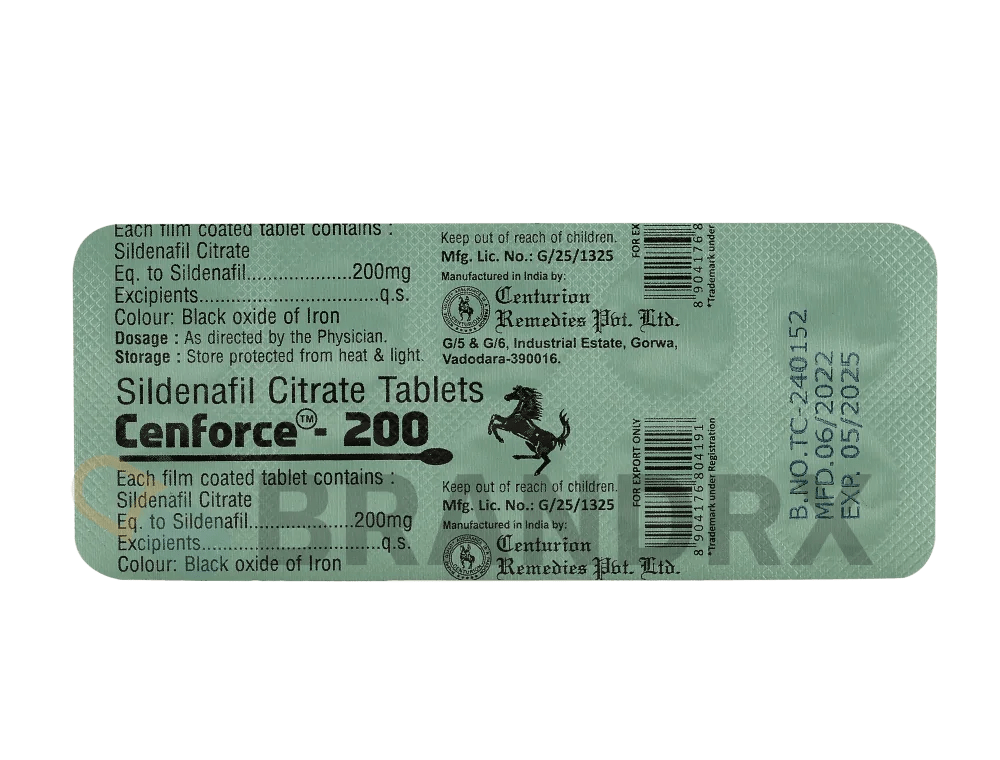 Each film coated tablet contains :
Sildenafil Citrate
Eq. to Sildenafil.....................200mg
Excipients................................q.s.
Colour: Black oxide of Iron
Dosage : As directed by the Physician.
Storage : Store protected from heat & light.
Sildenafil Citrate Tablets
Cenforce™- 200
Each film coated tablet contains :
Sildenafil Citrate
Eq. to Sildenafil.....................200mg
Excipients................................q.s.
Colour: Black oxide of Iron
Keep out of reach of children.
Mfg. Lic. No.: G/25/1325
Manufactured in India by:
Centurion
Remedies Pvt. Ltd.
G/5 & G/6, Industrial Estate, Gorwa,
Vadodara-390016.
Keep out of reach of children.
Mfg. Lic. No.: G/25/1325
Manufactured in India by:
Centurion
Remedies Pvt. Ltd.
FOR EX
8 904176 8
*Trademark under
FOR EXPORT ONLY
8 904176 804191
*Trademark under Registration
B.NO.TC-240152
MFD.06/2022
EXP. 05/2025
BRANDRX